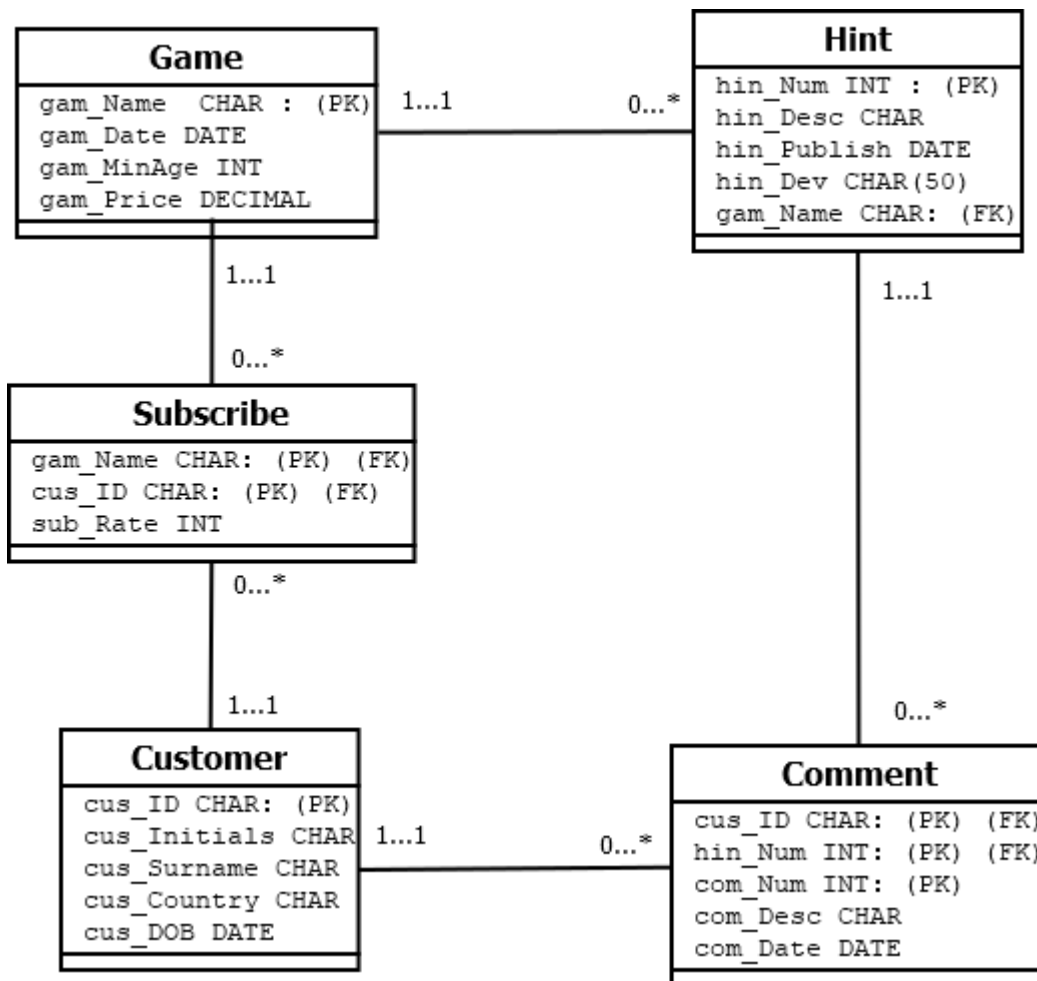 Game
gam_Name CHAR : (PK)
gam_Date DATE
gam_MinAge INT
gam_Price DECIMAL
1...1
0...*
Hint
hin_Num INT : (PK)
hin_Desc CHAR
hin_Publish DATE
hin_Dev CHAR(50)
gam_Name CHAR: (FK)
1...1
0...*
1...1
Subscribe
gam_Name CHAR: (PK) (FK)
cus_ID CHAR: (PK) (FK)
sub_Rate INT
0...*
1...1
0...*
Customer
cus_ID CHAR: (PK)
cus_Initials CHAR
cus_Surname CHAR
cus_Country CHAR
cus_DOB DATE
1...1
0...*
Comment
cus_ID CHAR: (PK) (FK)
hin_Num INT: (PK) (FK)
com_Num INT: (PK)
com_Desc CHAR
com_Date DATE